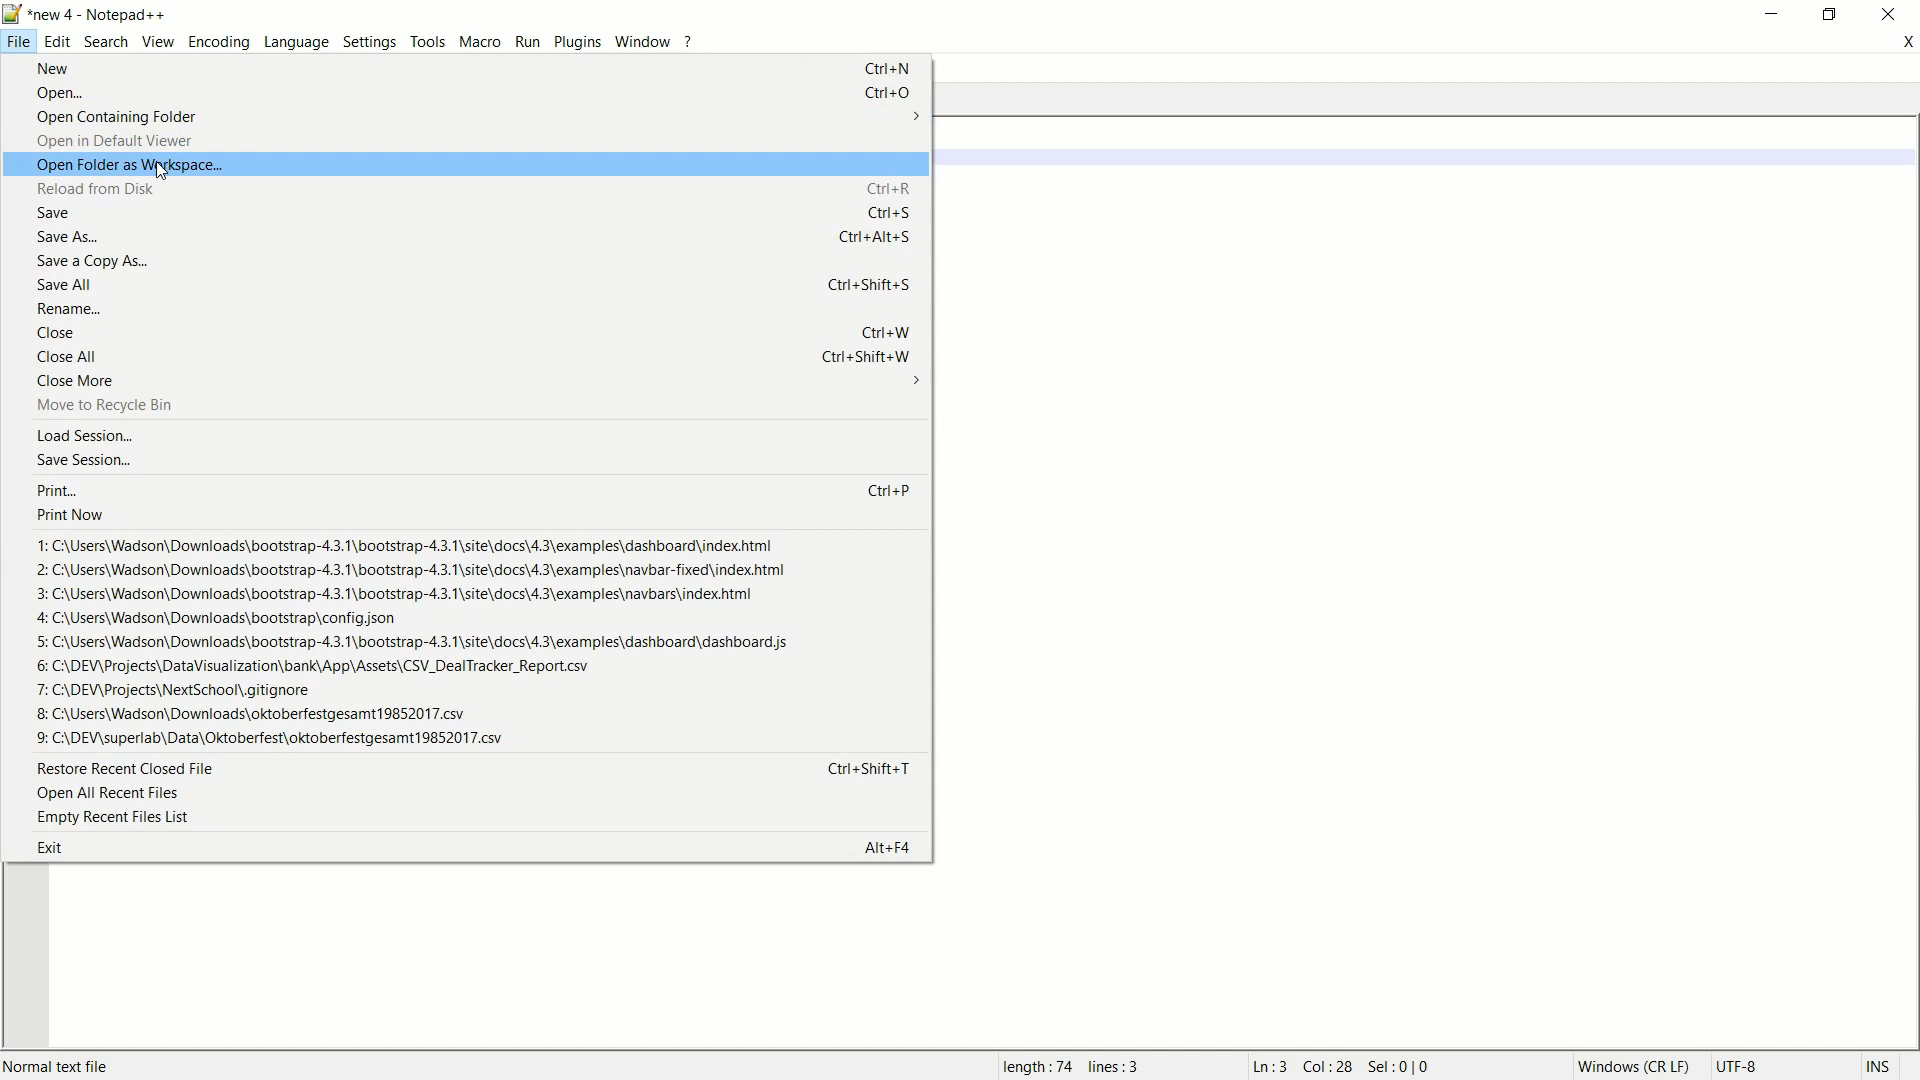 *new 4 - Notepad++
File Edit Search View Encoding Language Settings Tools Macro Run Plugins Window ? X
New Ctrl+N
Open... Ctrl+O
Open Containing Folder >
Open in Default Viewer
Open Folder as Workspace...
Reload from Disk Ctrl+R
Save Ctrl+S
Save As... Ctrl+Alt+S
Save a Copy As...
Save All Ctrl+Shift+S
Rename...
Close Ctrl+W
Close All Ctrl+Shift+W
Close More >
Move to Recycle Bin
Load Session...
Save Session...
Print... Ctrl+P
Print Now
1: C:\Users\Wadson\Downloads\bootstrap-4.3.1\bootstrap-4.3.1\site\docs\4.3\examples\dashboard\index.html
2: C:\Users\Wadson\Downloads\bootstrap-4.3.1\bootstrap-4.3.1\site\docs\4.3\examples\navbar-fixed\index.html
3: C:\Users\Wadson\Downloads\bootstrap-4.3.1\bootstrap-4.3.1\site\docs\4.3\examples\navbars\index.html
4: C:\Users\Wadson\Downloads\bootstrap\config.json
5: C:\Users\Wadson\Downloads\bootstrap-4.3.1\bootstrap-4.3.1\site\docs\4.3\examples\dashboard\dashboard.js
6: C:\DEV\Projects\DataVisualization\bank\App\Assets\CSV_DealTracker_Report.csv
7: C:\DEV\Projects\NextSchool\.gitignore
8: C:\Users\Wadson\Downloads\oktoberfestgesamt19852017.csv
9: C:\DEV\superlab\Data\Oktoberfest\oktoberfestgesamt19852017.csv
Restore Recent Closed File Ctrl+Shift+T
Open All Recent Files
Empty Recent Files List
Exit Alt+F4
Normal text file length : 74 lines : 3 Ln : 3 Col : 28 Sel : 0 | 0 Windows (CR LF) UTF-8 INS